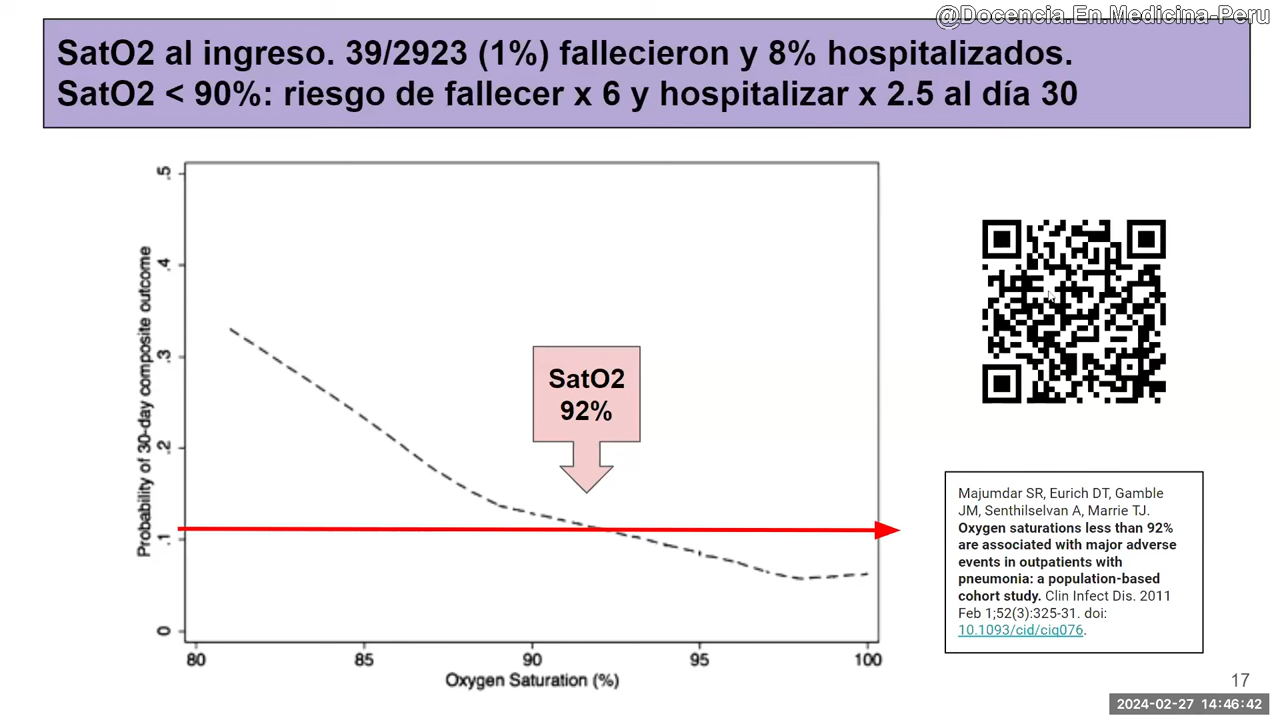 @Docencia.En.Medicina-Peru
SatO2 al ingreso. 39/2923 (1%) fallecieron y 8% hospitalizados.
SatO2 < 90%: riesgo de fallecer x 6 y hospitalizar x 2.5 al día 30
Probability of 30-day composite outcome
.5
.4
.3
.2
.1
0
SatO2
92%
80
85
90
95
100
Oxygen Saturation (%)
Majumdar SR, Eurich DT, Gamble
JM, Senthilselvan A, Marrie TJ.
Oxygen saturations less than 92%
are associated with major adverse
events in outpatients with
pneumonia: a population-based
cohort study. Clin Infect Dis. 2011
Feb 1;52(3):325-31. doi:
10.1093/cid/ciq076.
17
2024-02-27 14:46:42